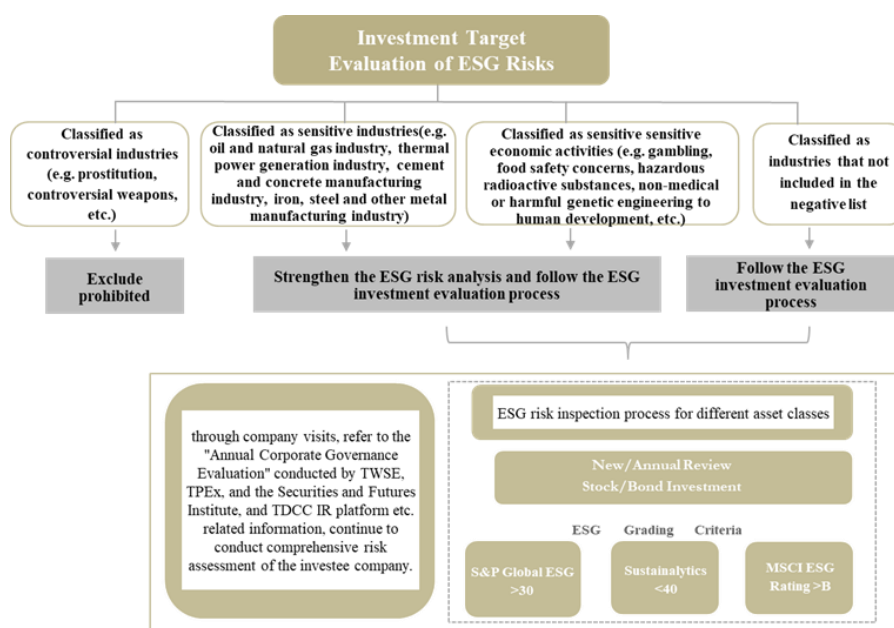 Investment Target
Evaluation of ESG Risks
Classified as
controversial industries
(e.g. prostitution,
controversial weapons,
etc.)
Classified as sensitive industries(e.g.
oil and natural gas industry, thermal
power generation industry, cement
and concrete manufacturing
industry, iron, steel and other metal
manufacturing industry)
Classified as sensitive sensitive
economic activities (e.g. gambling,
food safety concerns, hazardous
radioactive substances, non-medical
or harmful genetic engineering to
human development, etc.)
Classified as
industries that not
included in the
negative list
Exclude
prohibited
Strengthen the ESG risk analysis and follow the ESG
investment evaluation process
Follow the ESG
investment evaluation
process
through company visits, refer to the
"Annual Corporate Governance
Evaluation" conducted by TWSE,
TPEx, and the Securities and Futures
Institute, and TDCC IR platform etc.
related information, continue to
conduct comprehensive risk
assessment of the investee company.
ESG risk inspection process for different asset classes
New/Annual Review
Stock/Bond Investment
ESG Grading Criteria
S&P Global ESG
>30
Sustainalytics
<40
MSCI ESG
Rating >B